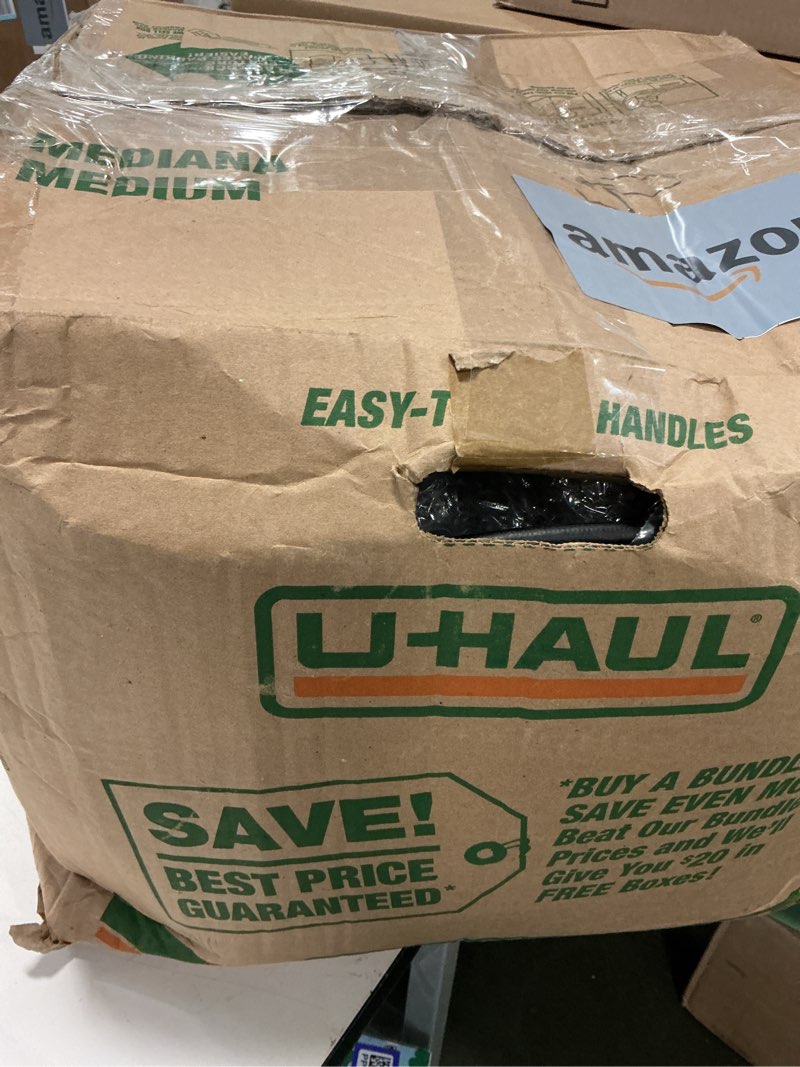 MEDIANA
MEDIUM
amazo
EASY-T HANDLES
U-HAUL®
SAVE!
BEST PRICE
GUARANTEED*
*BUY A BUNDL
SAVE EVEN MO
Beat Our Bundle
Prices and We'll
Give You $20 in
FREE Boxes!